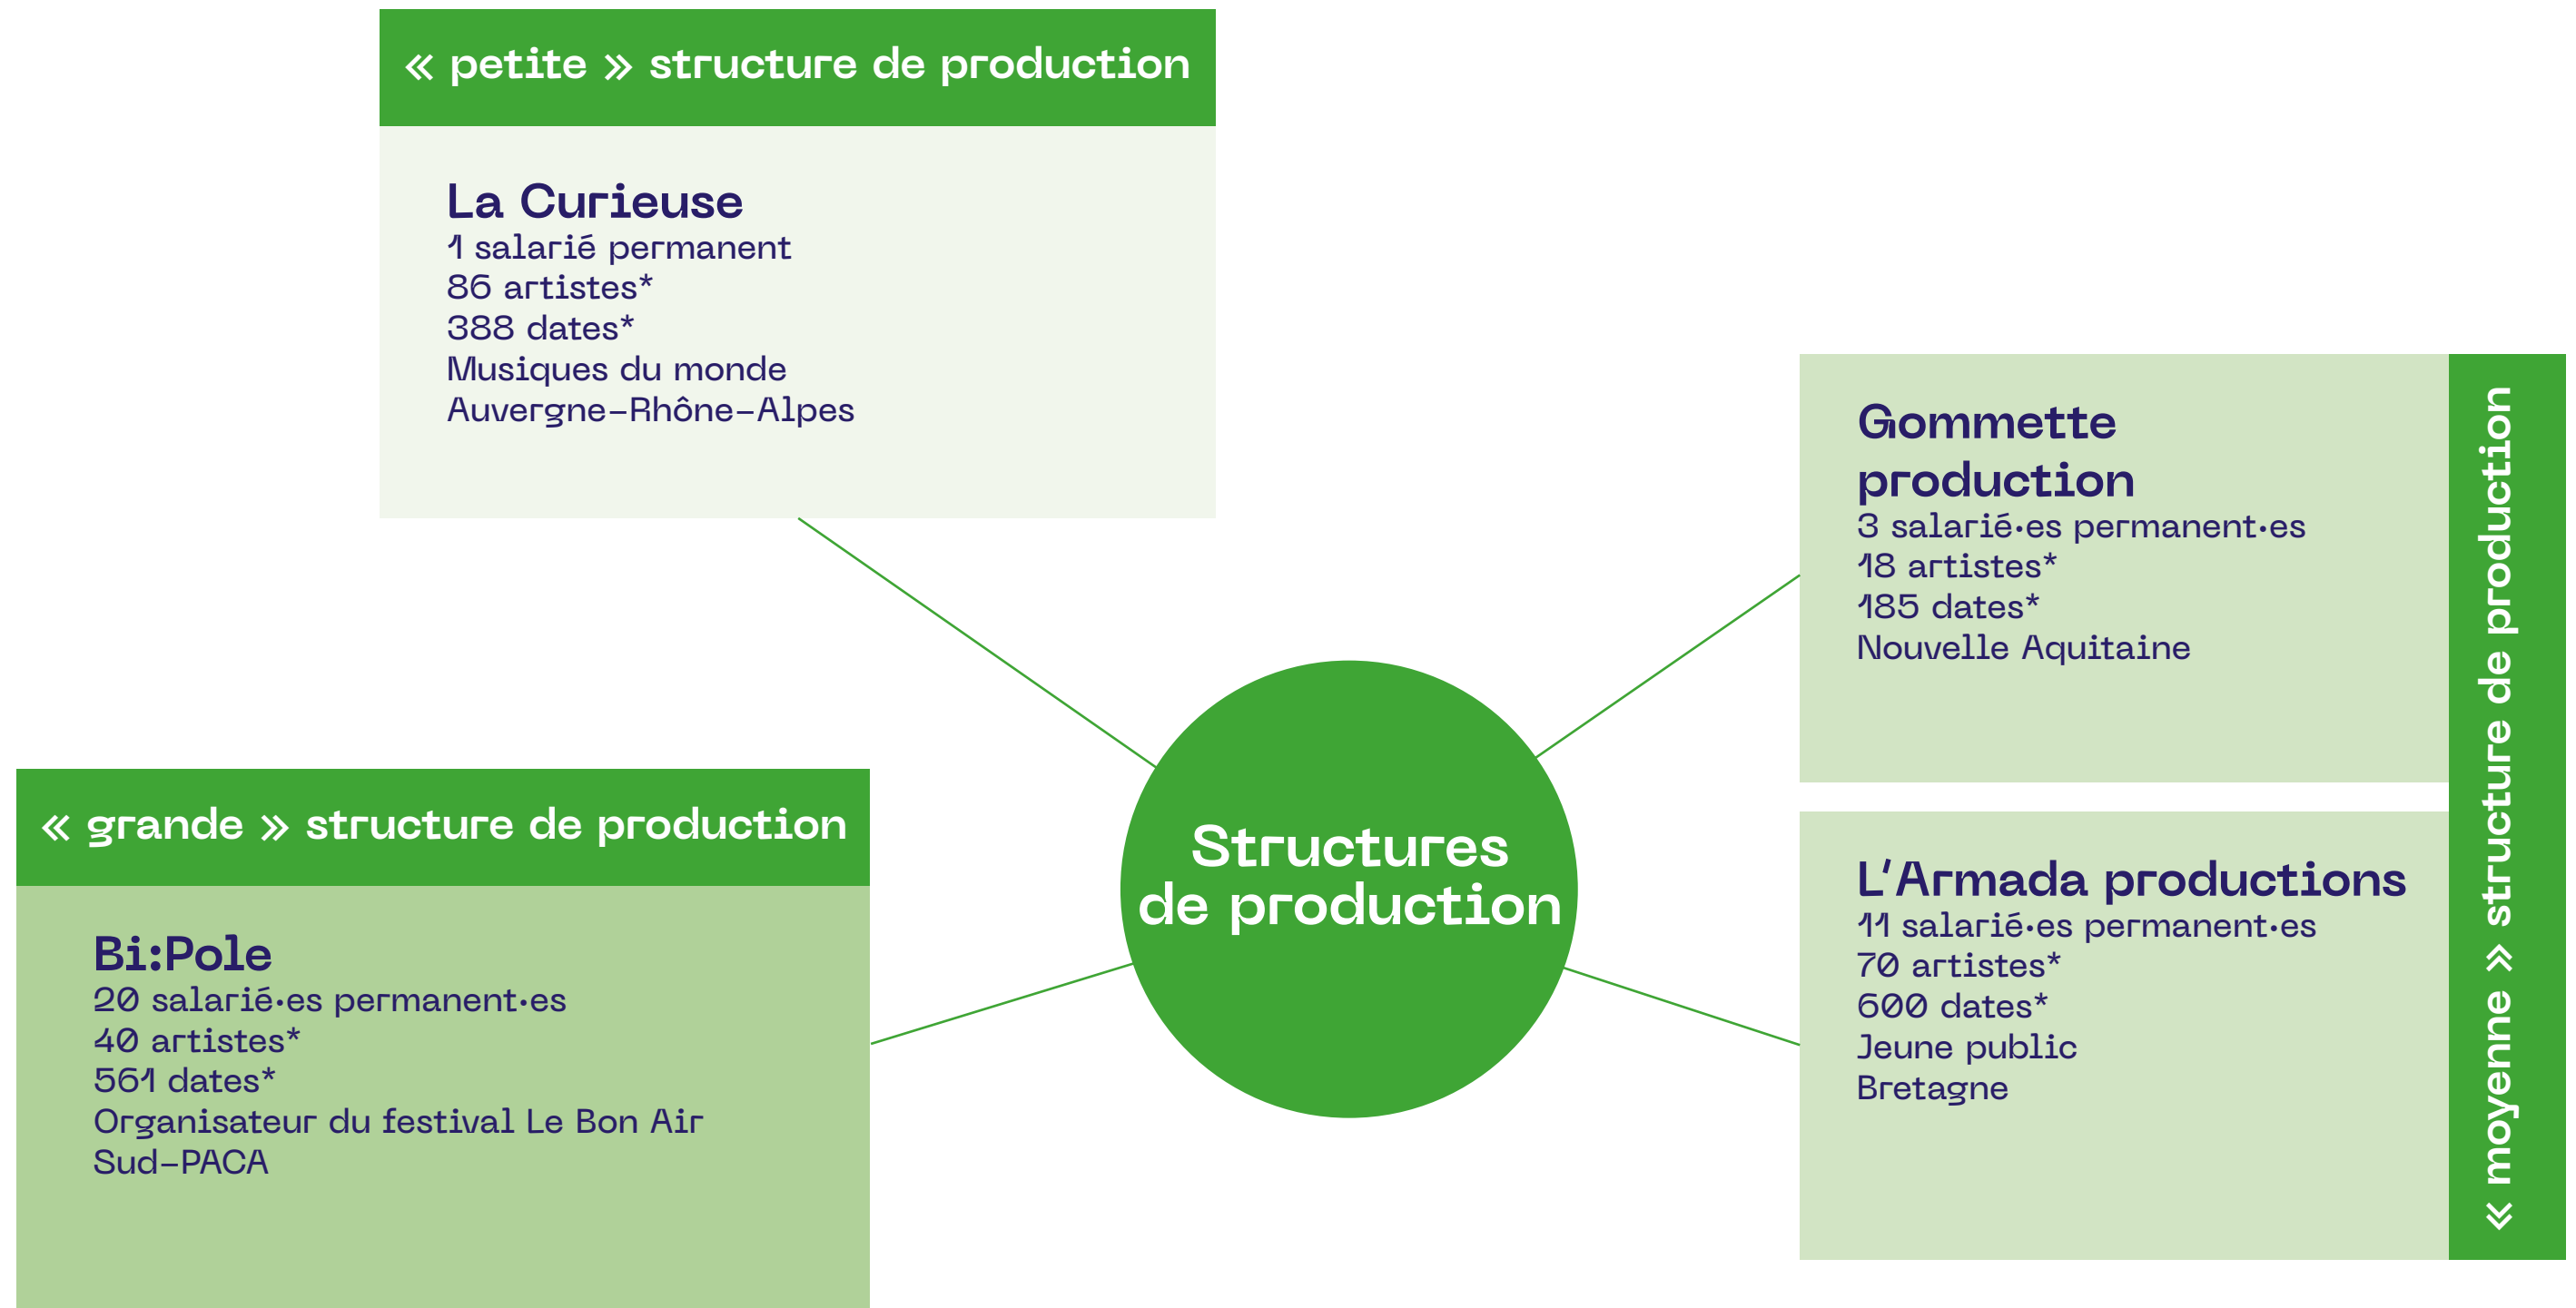 « petite » structure de production
La Curieuse
1 salarié permanent
86 artistes*
388 dates*
Musiques du monde
Auvergne-Rhône-Alpes
Gommette
production
3 salarié·es permanent·es
18 artistes*
185 dates*
Nouvelle Aquitaine
« moyenne » structure de production
L'Armada productions
11 salarié·es permanent·es
70 artistes*
600 dates*
Jeune public
Bretagne
Structures
de production
« grande » structure de production
Bi:Pole
20 salarié·es permanent·es
40 artistes*
561 dates*
Organisateur du festival Le Bon Air
Sud-PACA